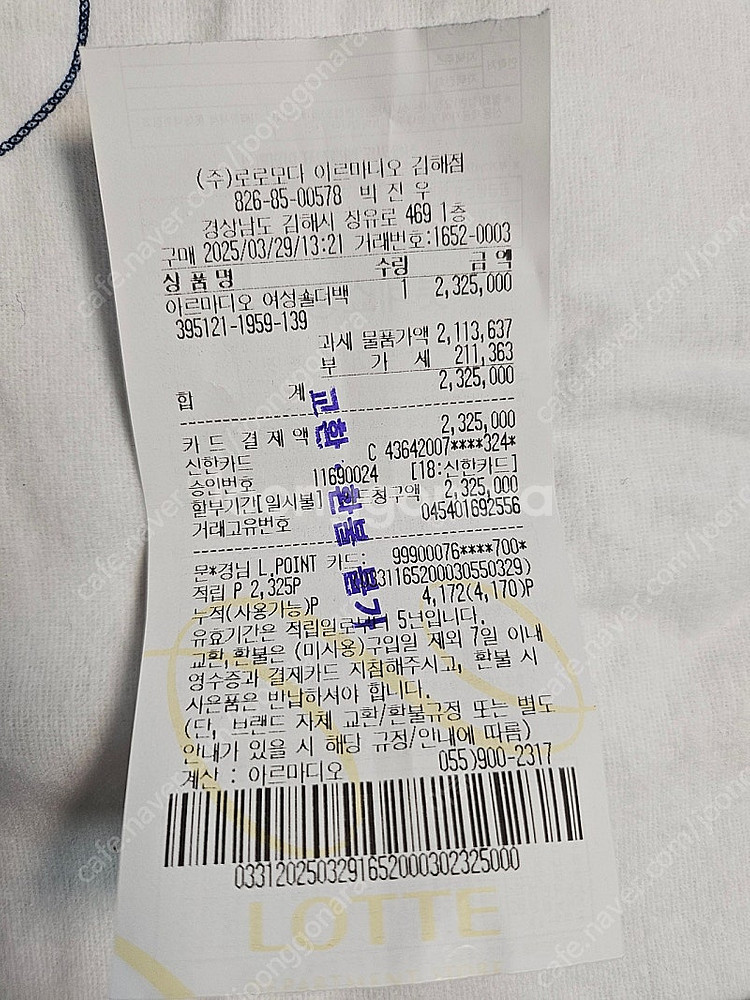 (주)로로모다 이르마디오 김해점
826-85-00578 박 진 우
경상남도 김해시 싱유로 469 1층
구매 2025/03/29/13:21 거래번호:1652-0003
상 품 명 수량 금 액
이르마디오 여성숄더백 1 2,325,000
395121-1959-139
과세 물품가액 2,113,637
부 가 세 211,363
합 계 2,325,000
교환·환불 불가
카 드 결 제 액 2,325,000
신한카드 C 43642007****324*
승인번호 11690024 [18:신한카드]
할부기간[일시불] 청구액 2,325,000
거래고유번호 045401692556
문*경님 L.POINT 카드: 99900076****700*
적립 P 2,325P 031165200030550329)
누적(사용가능)P 4,172(4,170)P
유효기간은 적립일로부터 5년입니다.
교환,환불은 (미사용)구입일 제외 7일 이내
영수증과 결제카드 지참해주시고, 환불 시
사은품은 반납하셔야 합니다.
(단, 브랜드 자체 교환/환불규정 또는 별도
안내가 있을 시 해당 규정/안내에 따름)
계산 : 아르마디오 055)900-2317
0331202503291652000302325000
LOTTE